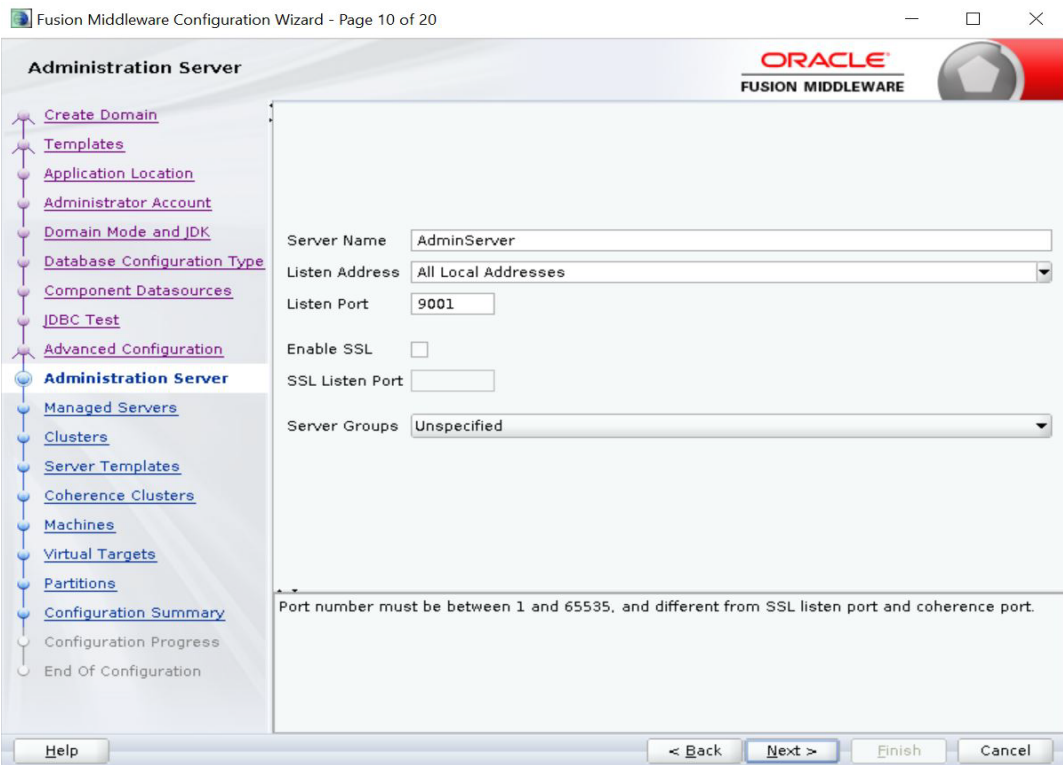 Fusion Middleware Configuration Wizard - Page 10 of 20
Administration Server
ORACLE
FUSION MIDDLEWARE
Create Domain
Templates
Application Location
Administrator Account
Domain Mode and JDK
Database Configuration Type
Component Datasources
JDBC Test
Advanced Configuration
Administration Server
Managed Servers
Clusters
Server Templates
Coherence Clusters
Machines
Virtual Targets
Partitions
Configuration Summary
Configuration Progress
End Of Configuration
Server Name AdminServer
Listen Address All Local Addresses
Listen Port 9001
Enable SSL
SSL Listen Port
Server Groups Unspecified
Port number must be between 1 and 65535, and different from SSL listen port and coherence port.
Help < Back Next > Finish Cancel